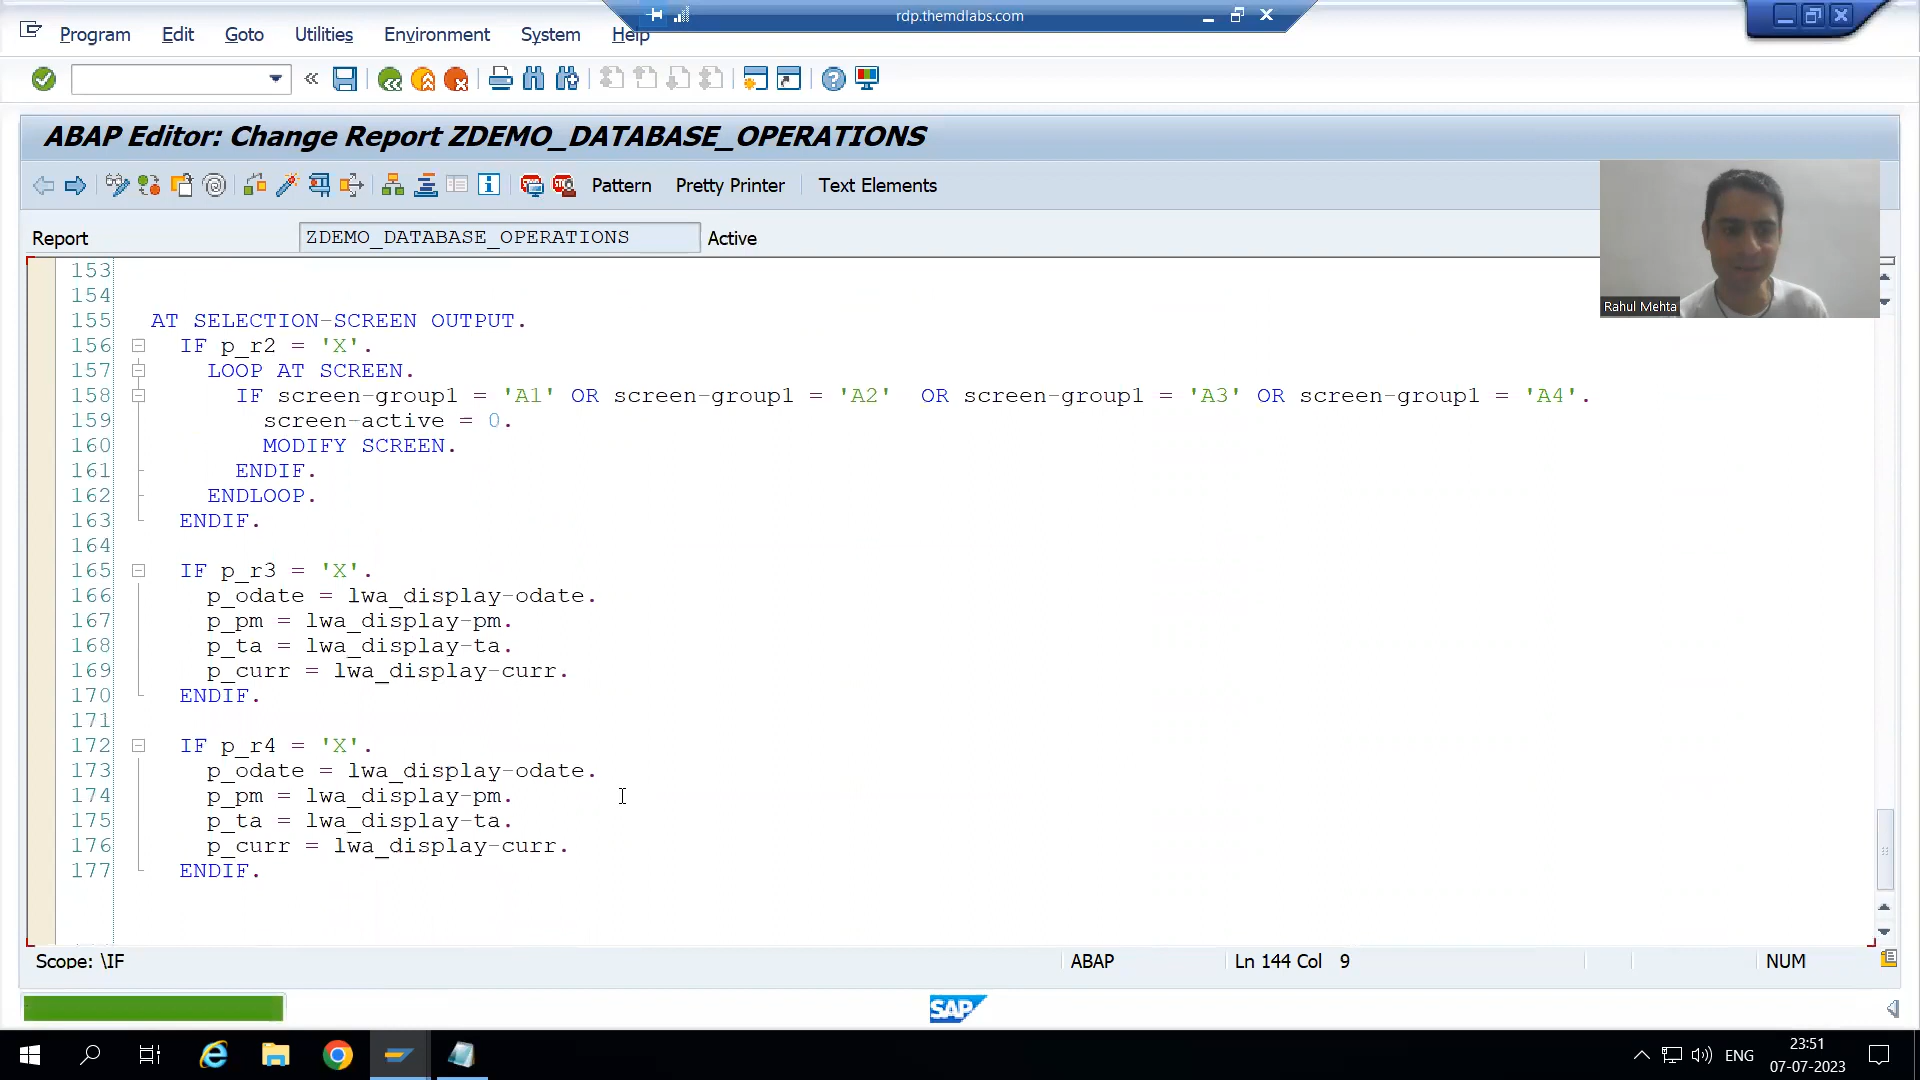 rdp.themdlabs.com
Program Edit Goto Utilities Environment System Help
ABAP Editor: Change Report ZDEMO_DATABASE_OPERATIONS
Pattern Pretty Printer Text Elements
Report ZDEMO_DATABASE_OPERATIONS Active
Rahul Mehta
153
154
155 AT SELECTION-SCREEN OUTPUT.
156 IF p_r2 = 'X'.
157 LOOP AT SCREEN.
158 IF screen-group1 = 'A1' OR screen-group1 = 'A2' OR screen-group1 = 'A3' OR screen-group1 = 'A4'.
159 screen-active = 0.
160 MODIFY SCREEN.
161 ENDIF.
162 ENDLOOP.
163 ENDIF.
164
165 IF p_r3 = 'X'.
166 p_odate = lwa_display-odate.
167 p_pm = lwa_display-pm.
168 p_ta = lwa_display-ta.
169 p_curr = lwa_display-curr.
170 ENDIF.
171
172 IF p_r4 = 'X'.
173 p_odate = lwa_display-odate.
174 p_pm = lwa_display-pm.
175 p_ta = lwa_display-ta.
176 p_curr = lwa_display-curr.
177 ENDIF.
Scope: \IF ABAP Ln 144 Col 9 NUM
SAP
ENG
23:51
07-07-2023